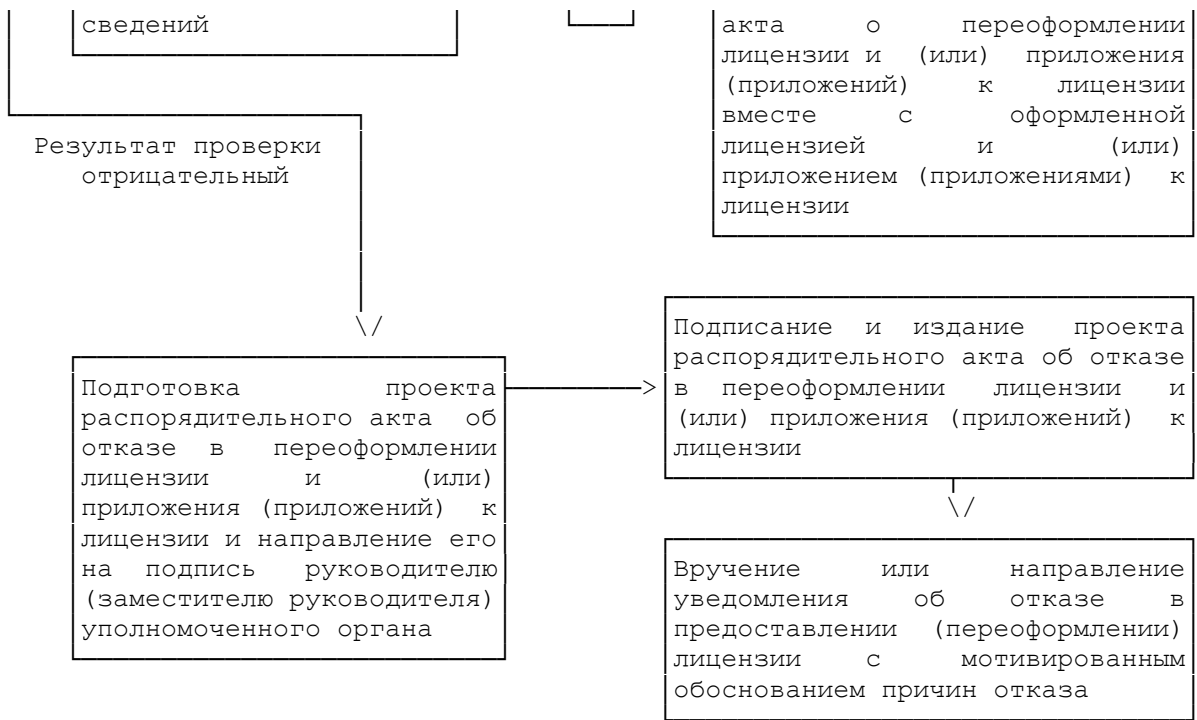 сведений
акта о переоформлении
лицензии и (или) приложения
(приложений) к лицензии
вместе с оформленной
лицензией и (или)
приложением (приложениями) к
лицензии
Результат проверки
отрицательный
\/
Подготовка проекта
распорядительного акта об
отказе в переоформлении
лицензии и (или)
приложения (приложений) к
лицензии и направление его
на подпись руководителю
(заместителю руководителя)
уполномоченного органа
>
Подписание и издание проекта
распорядительного акта об отказе
в переоформлении лицензии и
(или) приложения (приложений) к
лицензии
\/
Вручение или направление
уведомления об отказе в
предоставлении (переоформлении)
лицензии с мотивированным
обоснованием причин отказа